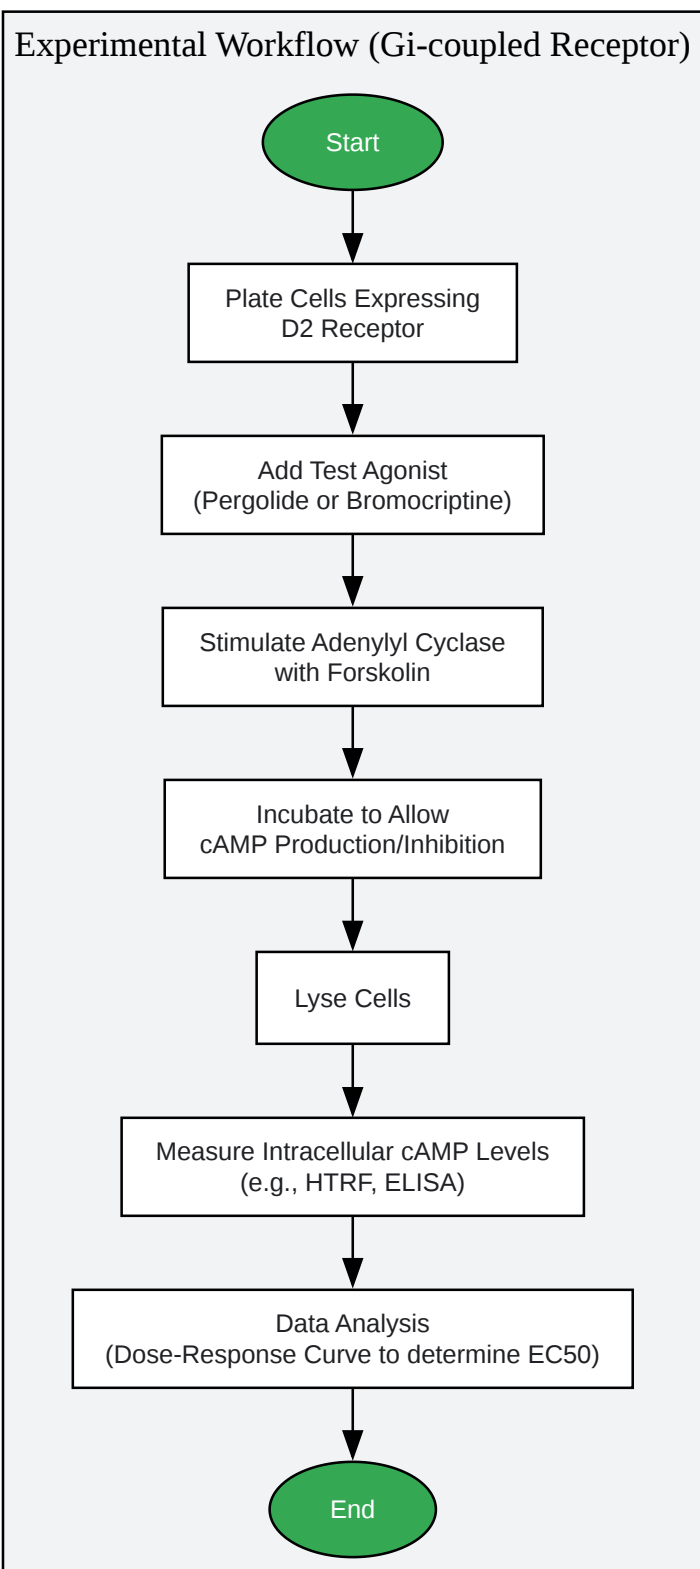 Experimental Workflow (Gi-coupled Receptor)
Start
Plate Cells Expressing
D2 Receptor
Add Test Agonist
(Pergolide or Bromocriptine)
Stimulate Adenylyl Cyclase
with Forskolin
Incubate to Allow
cAMP Production/Inhibition
Lyse Cells
Measure Intracellular cAMP Levels
(e.g., HTRF, ELISA)
Data Analysis
(Dose-Response Curve to determine EC50)
End